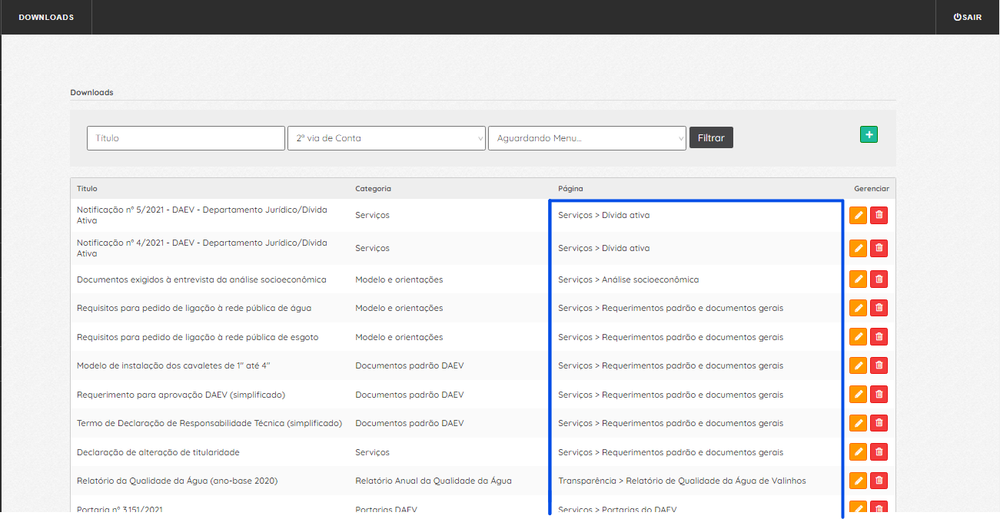 DOWNLOADS
SAIR
Downloads
Título
2ª via de Conta
Aguardando Menu...
Filtrar
Título Categoria Página Gerenciar
Notificação nº 5/2021 - DAEV - Departamento Jurídico/Dívida
Ativa
Serviços
Serviços > Dívida ativa
Notificação nº 4/2021 - DAEV - Departamento Jurídico/Dívida
Ativa
Serviços
Serviços > Dívida ativa
Documentos exigidos à entrevista da análise socioeconômica Modelo e orientações Serviços > Análise socioeconômica
Requisitos para pedido de ligação à rede pública de água Modelo e orientações Serviços > Requerimentos padrão e documentos gerais
Requisitos para pedido de ligação à rede pública de esgoto Modelo e orientações Serviços > Requerimentos padrão e documentos gerais
Modelo de instalação dos cavaletes de 1" até 4" Documentos padrão DAEV Serviços > Requerimentos padrão e documentos gerais
Requerimento para aprovação DAEV (simplificado) Documentos padrão DAEV Serviços > Requerimentos padrão e documentos gerais
Termo de Declaração de Responsabilidade Técnica (simplificado) Documentos padrão DAEV Serviços > Requerimentos padrão e documentos gerais
Declaração de alteração de titularidade Serviços Serviços > Requerimentos padrão e documentos gerais
Relatório da Qualidade da Água (ano-base 2020) Relatório Anual da Qualidade da Água Transparência > Relatório de Qualidade da Água de Valinhos
Portaria nº 3.151/2021 Portarias DAEV Serviços > Portarias do DAEV